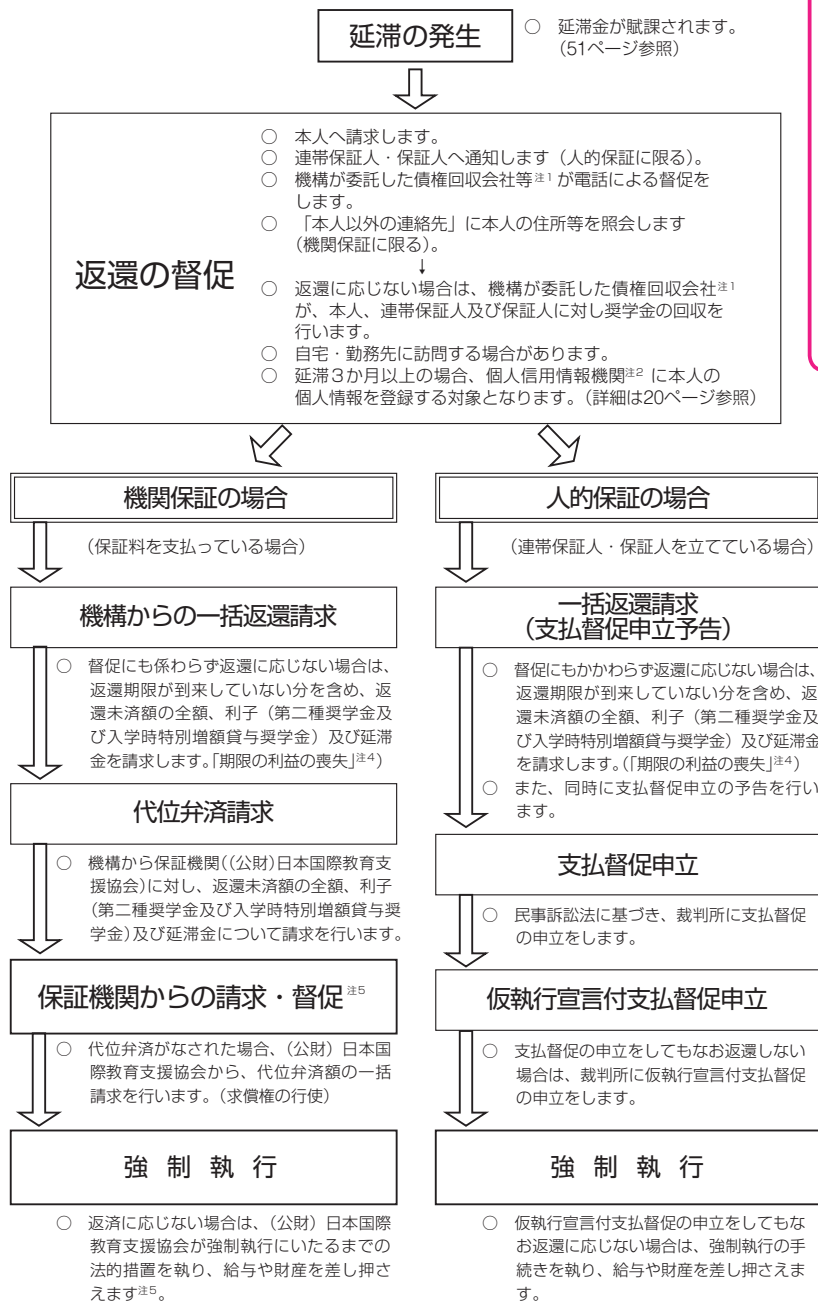 延滞の発生
○ 延滞金が賦課されます。
(51ページ参照)
返還の督促
○ 本人へ請求します。
○ 連帯保証人・保証人へ通知します(人的保証に限る)。
○ 機構が委託した債権回収会社等注1 が電話による督促を
します。
○ 「本人以外の連絡先」に本人の住所等を照会します
(機関保証に限る)。
↓
○ 返還に応じない場合は、機構が委託した債権回収会社注1
が、本人、連帯保証人及び保証人に対し奨学金の回収を
行います。
○ 自宅・勤務先に訪問する場合があります。
○ 延滞3か月以上の場合、個人信用情報機関注2 に本人の
個人情報を登録する対象となります。(詳細は20ページ参照)
機関保証の場合
(保証料を支払っている場合)
機構からの一括返還請求
○ 督促にも係わらず返還に応じない場合は、
返還期限が到来していない分を含め、返
還未済額の全額、利子(第二種奨学金及
び入学時特別増額貸与奨学金)及び延滞
金を請求します。「期限の利益の喪失」注4)
代位弁済請求
○ 機構から保証機関((公財)日本国際教育支
援協会)に対し、返還未済額の全額、利子
(第二種奨学金及び入学時特別増額貸与奨
学金)及び延滞金について請求を行います。
保証機関からの請求・督促 注5
○ 代位弁済がなされた場合、(公財)日本国
際教育支援協会から、代位弁済額の一括
請求を行います。(求償権の行使)
強 制 執 行
○ 返済に応じない場合は、(公財)日本国際
教育支援協会が強制執行にいたるまでの
法的措置を執り、給与や財産を差し押さ
えます注5。
人的保証の場合
(連帯保証人・保証人を立てている場合)
一括返還請求
(支払督促申立予告)
○ 督促にもかかわらず返還に応じない場合は、
返還期限が到来していない分を含め、返
還未済額の全額、利子(第二種奨学金及
び入学時特別増額貸与奨学金)及び延滞金
を請求します。(「期限の利益の喪失」注4)
○ また、同時に支払督促申立の予告を行い
ます。
支払督促申立
○ 民事訴訟法に基づき、裁判所に支払督促
の申立をします。
仮執行宣言付支払督促申立
○ 支払督促の申立をしてもなお返還しない
場合は、裁判所に仮執行宣言付支払督促
の申立をします。
強 制 執 行
○ 仮執行宣言付支払督促の申立をしてもな
お返還に応じない場合は、強制執行の手
続きを執り、給与や財産を差し押さえま
す。